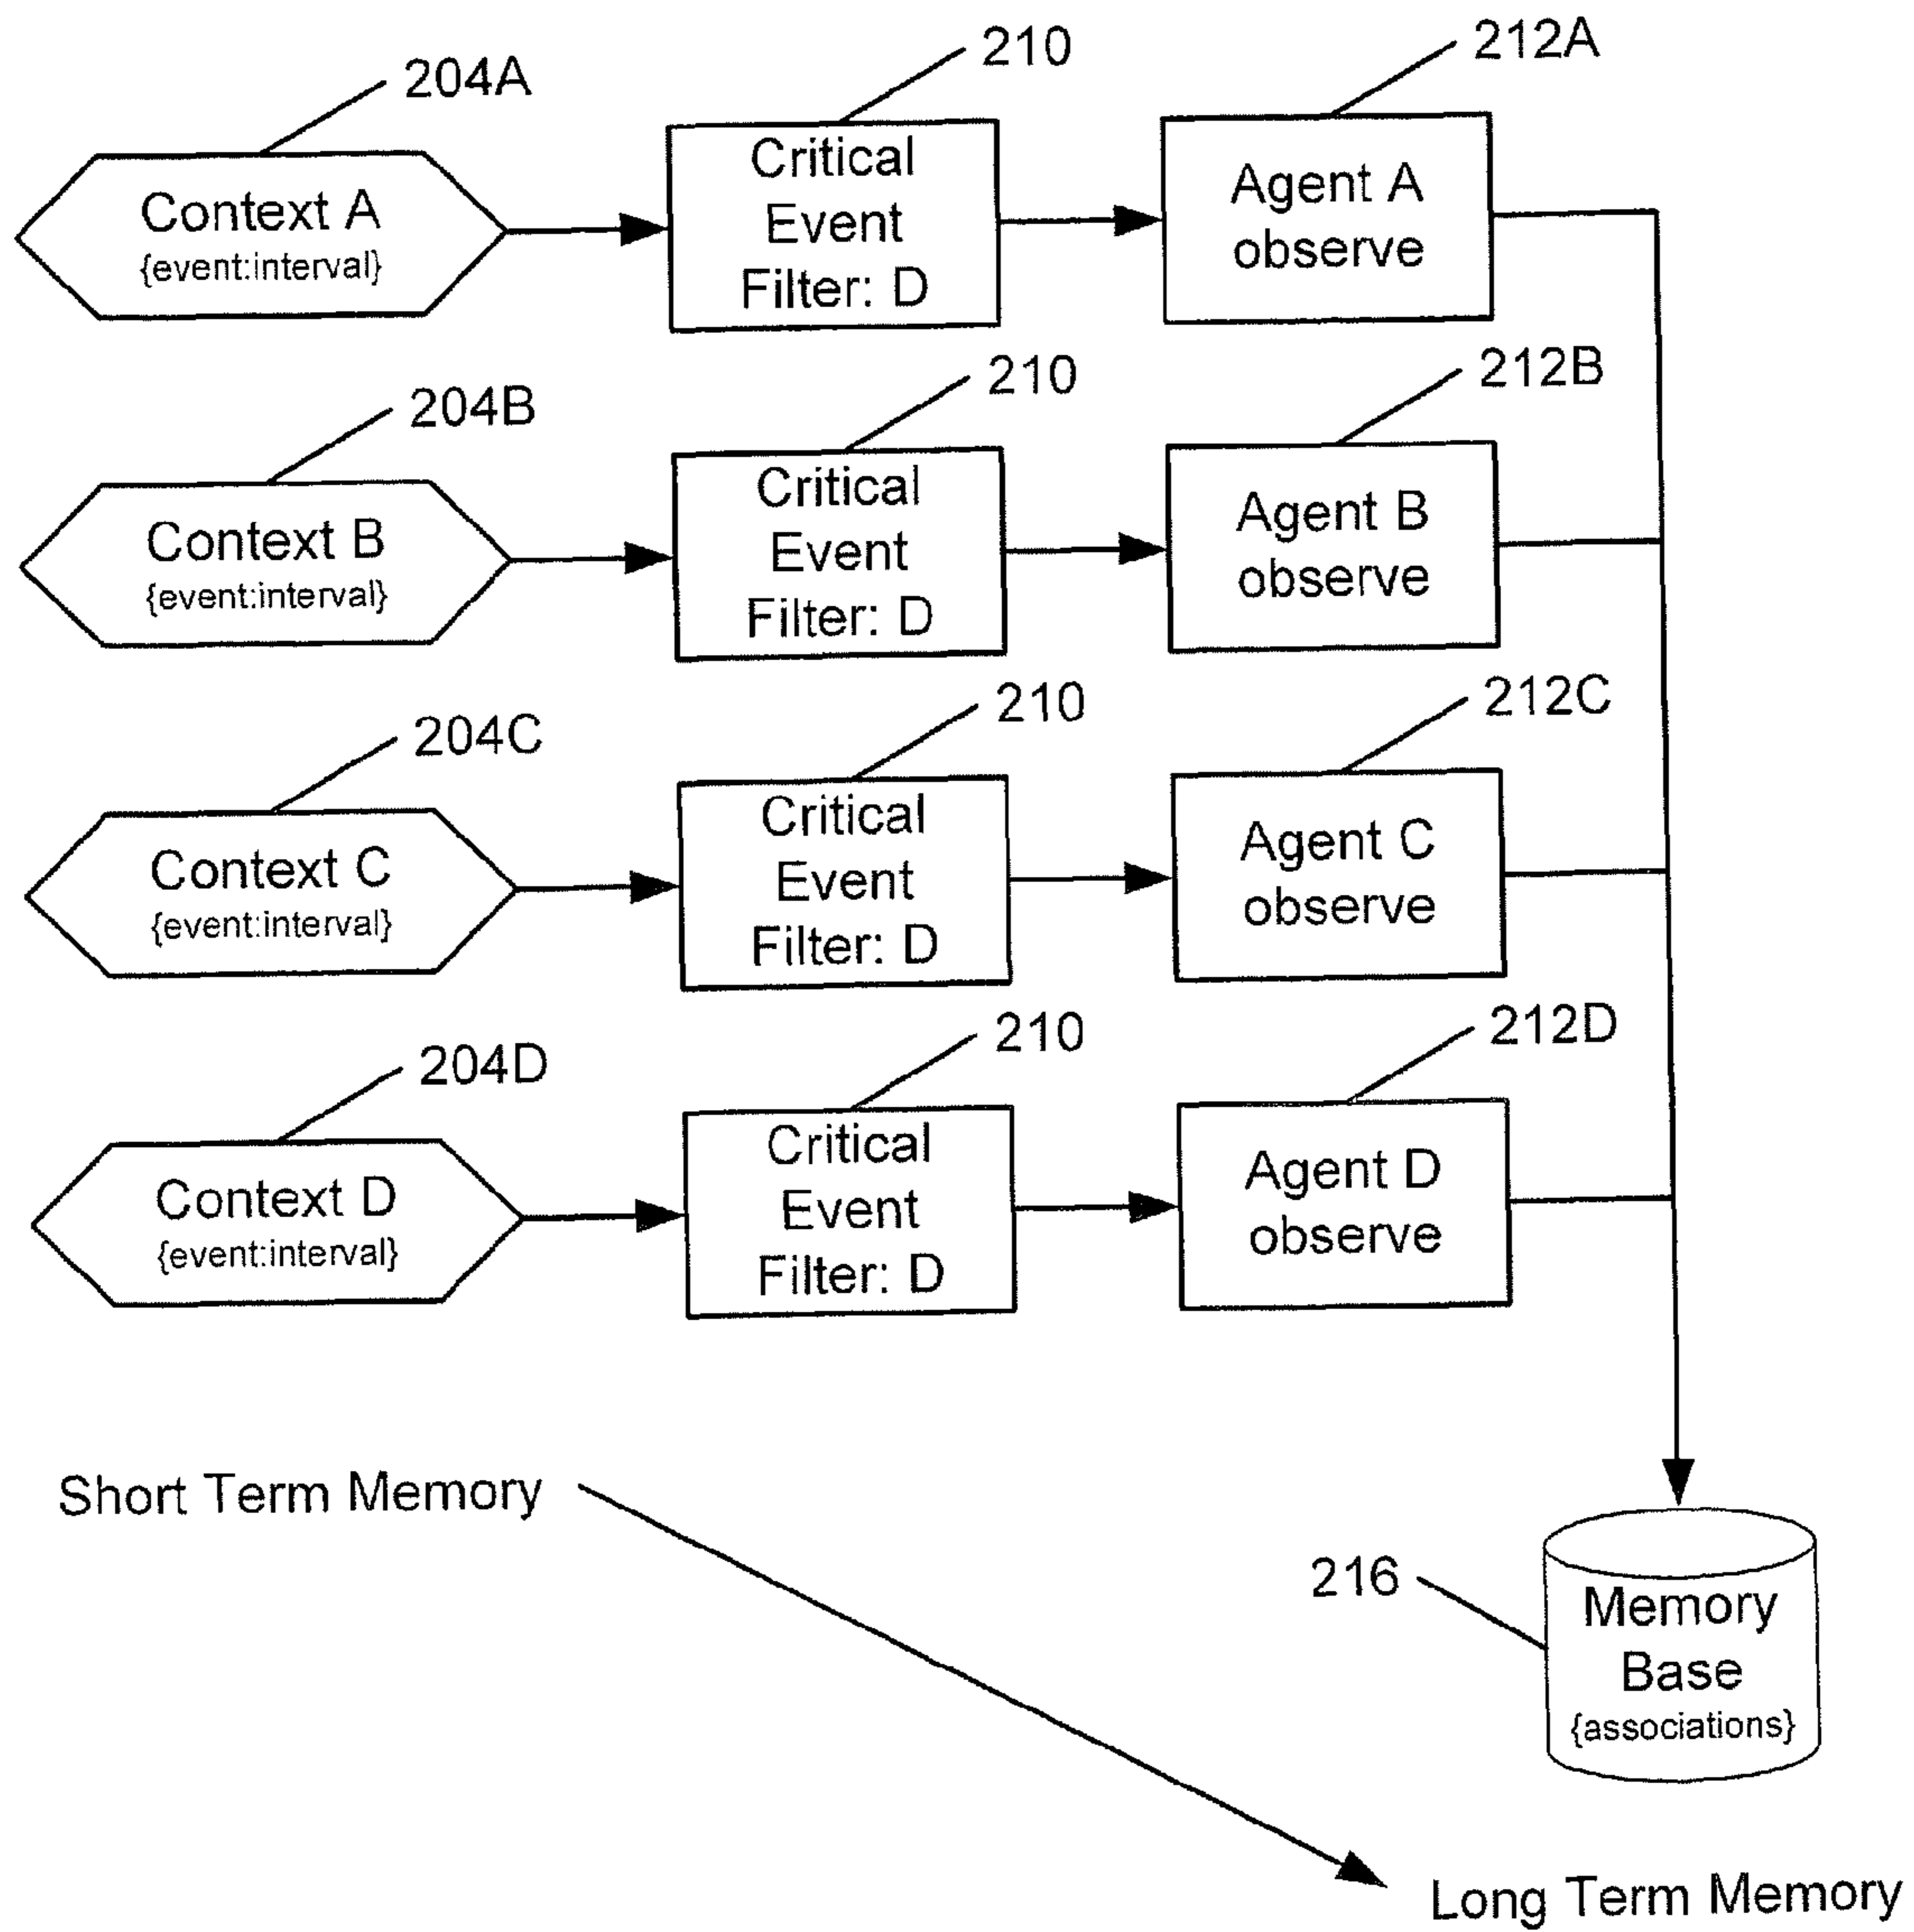 204A
210
212A
Context A
{event:interval}
Critical
Event
Filter: D
Agent A
observe
204B
210
212B
Context B
{event:interval}
Critical
Event
Filter: D
Agent B
observe
204C
210
212C
Context C
{event:interval}
Critical
Event
Filter: D
Agent C
observe
204D
210
212D
Context D
{event:interval}
Critical
Event
Filter: D
Agent D
observe
Short Term Memory
216
Memory
Base
{associations}
Long Term Memory